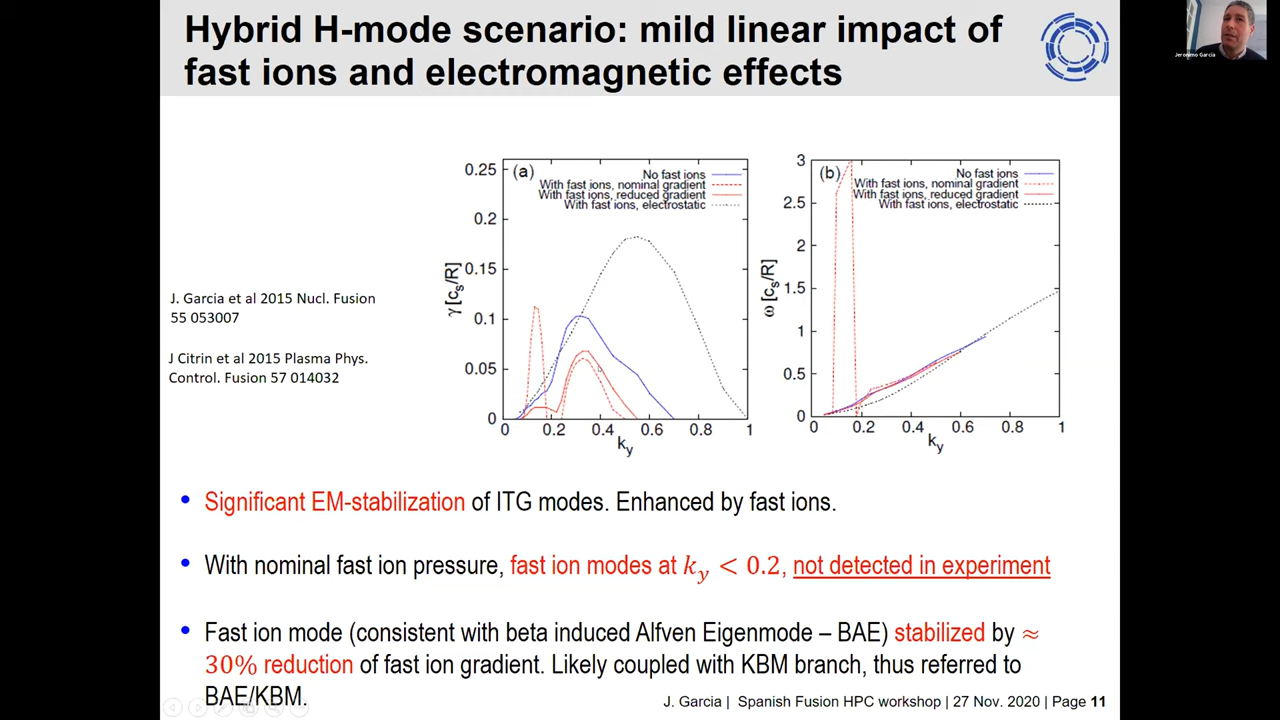 Hybrid H-mode scenario: mild linear impact of
fast ions and electromagnetic effects
Jeronimo Garcia
J. Garcia et al 2015 Nucl. Fusion
55 053007
J Citrin et al 2015 Plasma Phys.
Control. Fusion 57 014032
(a)
No fast ions
With fast ions, nominal gradient
With fast ions, reduced gradient
With fast ions, electrostatic
0.25
0.2
0.15
0.1
0.05
0
γ [c_s/R]
0 0.2 0.4 0.6 0.8 1
k_y
(b)
No fast ions
With fast ions, nominal gradient
With fast ions, reduced gradient
With fast ions, electrostatic
3
2.5
2
1.5
1
0.5
0
ω [c_s/R]
0 0.2 0.4 0.6 0.8 1
k_y
• Significant EM-stabilization of ITG modes. Enhanced by fast ions.
• With nominal fast ion pressure, fast ion modes at k_y < 0.2, not detected in experiment
• Fast ion mode (consistent with beta induced Alfven Eigenmode – BAE) stabilized by ≈
30% reduction of fast ion gradient. Likely coupled with KBM branch, thus referred to
BAE/KBM.
J. Garcia | Spanish Fusion HPC workshop | 27 Nov. 2020 | Page 11